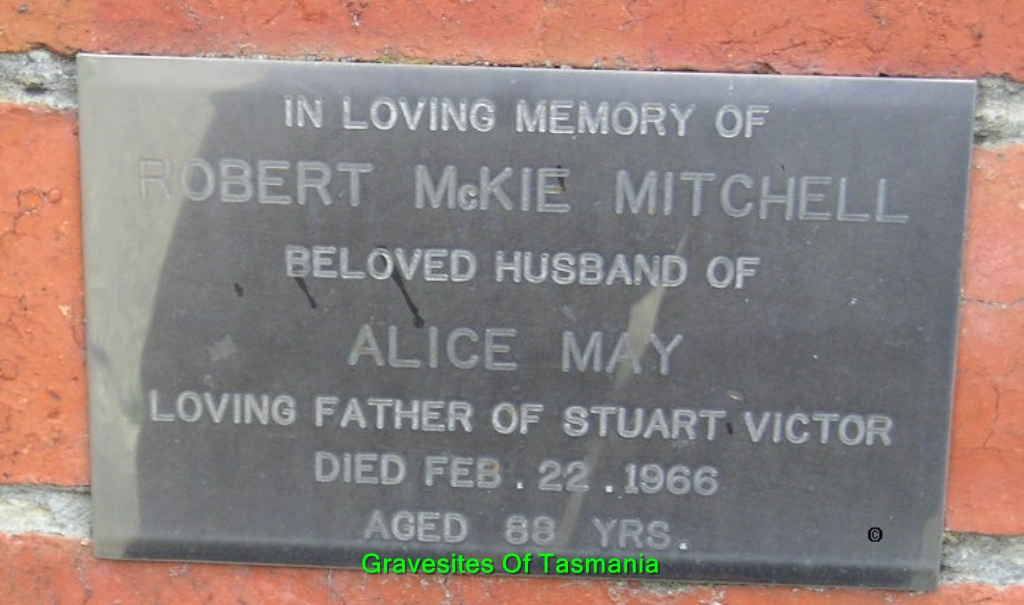 IN LOVING MEMORY OF
ROBERT McKIE MITCHELL
BELOVED HUSBAND OF
ALICE MAY
LOVING FATHER OF STUART VICTOR
DIED FEB. 22. 1966
AGED 88 YRS.
©
Gravesites Of Tasmania